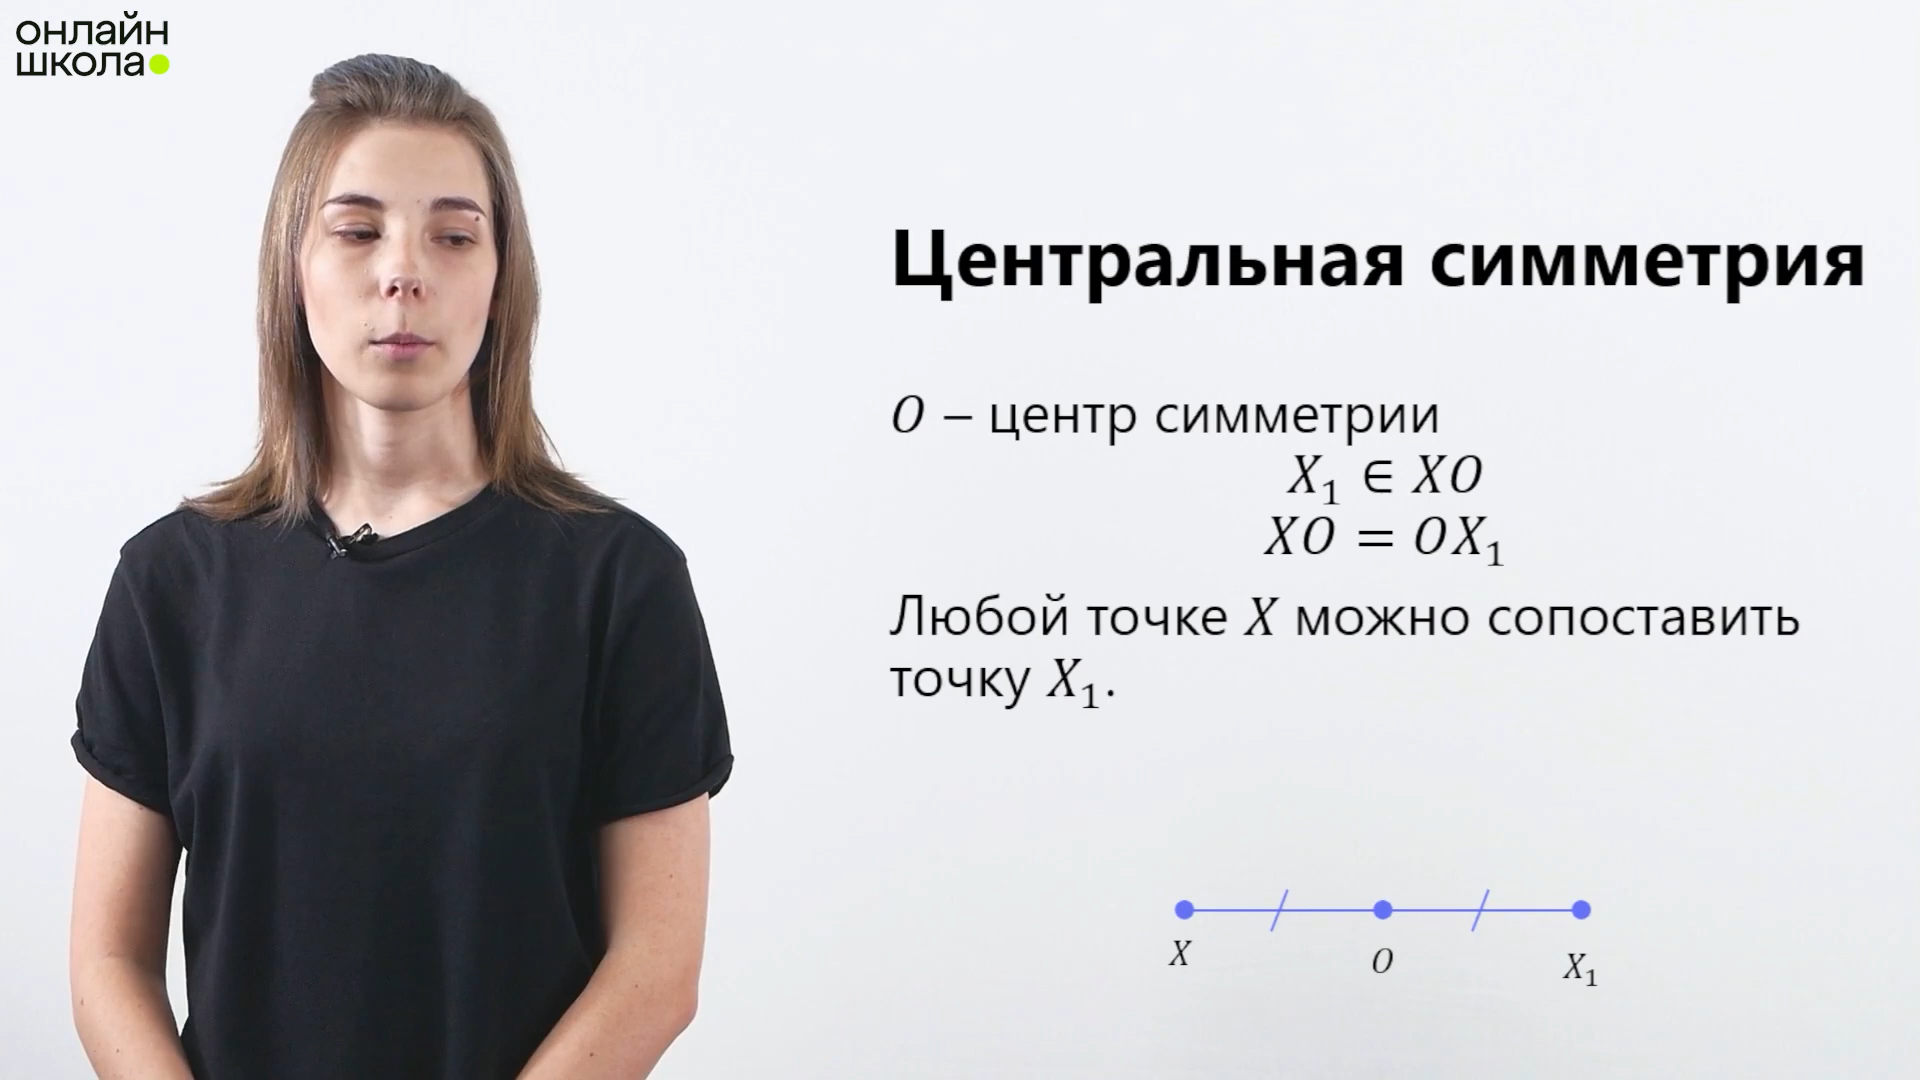 онлайн
школа
Центральная симметрия
O – центр симметрии
X₁ ∈ XO
XO = OX₁
Любой точке X можно сопоставить
точку X₁.
X O X₁